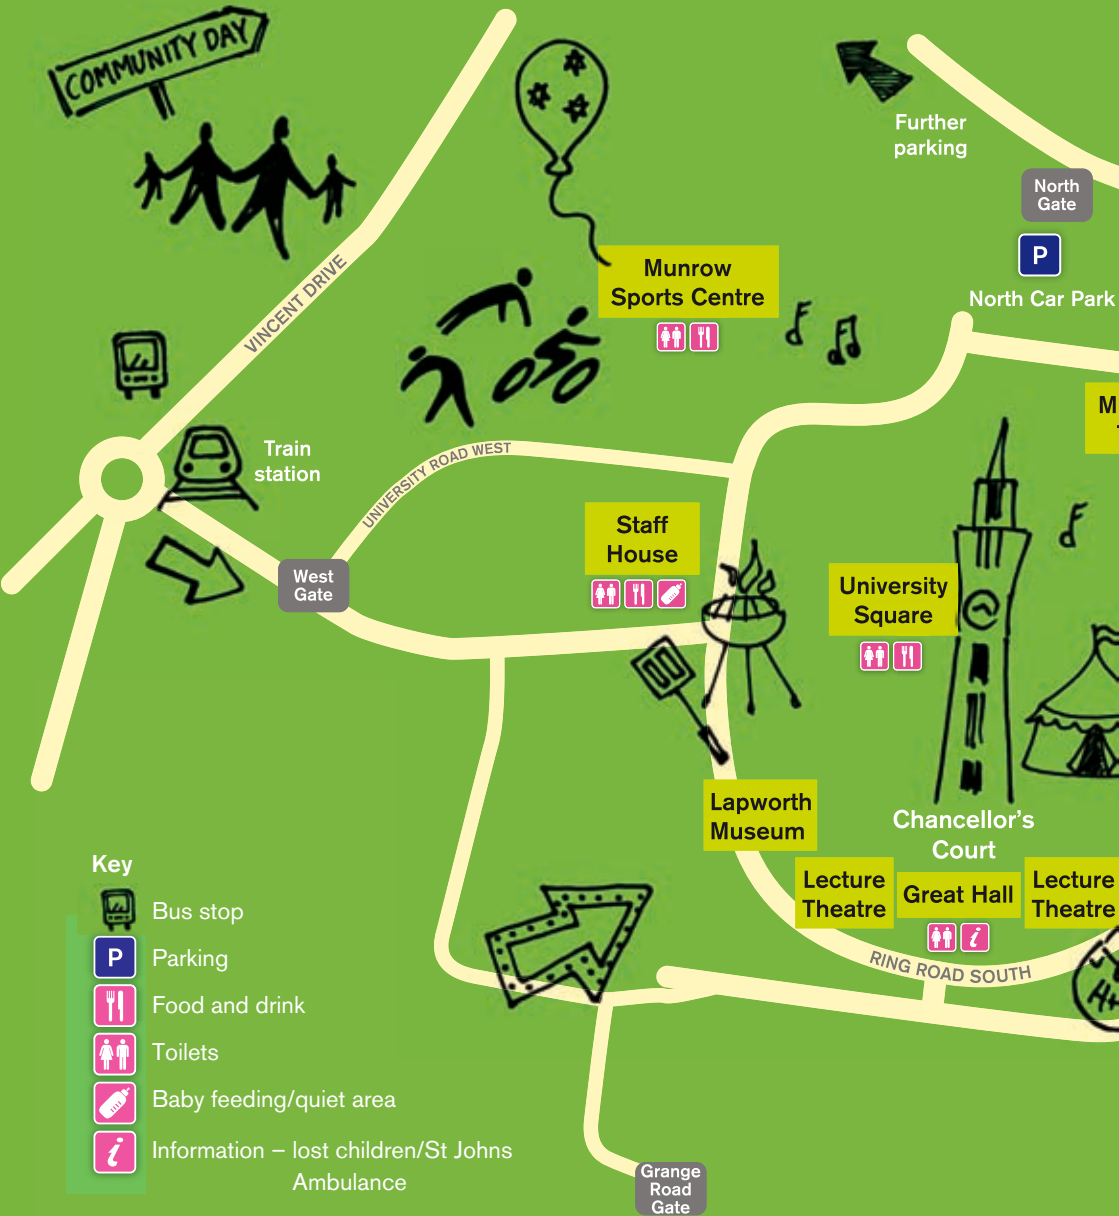 COMMUNITY DAY
Further
parking
North
Gate
P
North Car Park
Munrow
Sports Centre
VINCENT DRIVE
M
Train
station
UNIVERSITY ROAD WEST
Staff
House
West
Gate
University
Square
Lapworth
Museum
Chancellor's
Court
Lecture
Theatre
Great Hall
Lecture
Theatre
i
RING ROAD SOUTH
Key
Bus stop
P
Parking
Food and drink
Toilets
Baby feeding/quiet area
i
Information – lost children/St Johns
Ambulance
Grange
Road
Gate